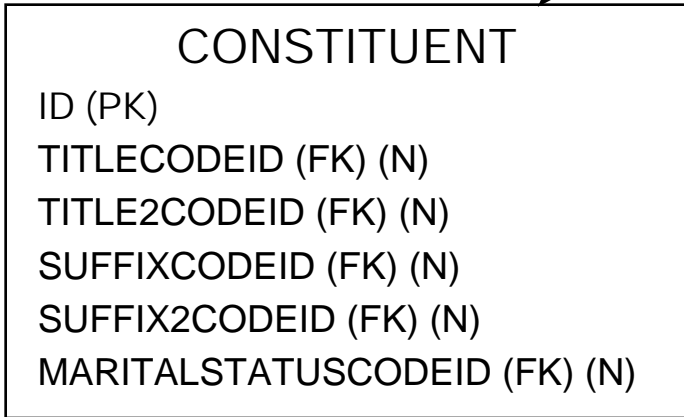 CONSTITUENT
ID (PK)
TITLECODEID (FK) (N)
TITLE2CODEID (FK) (N)
SUFFIXCODEID (FK) (N)
SUFFIX2CODEID (FK) (N)
MARITALSTATUSCODEID (FK) (N)